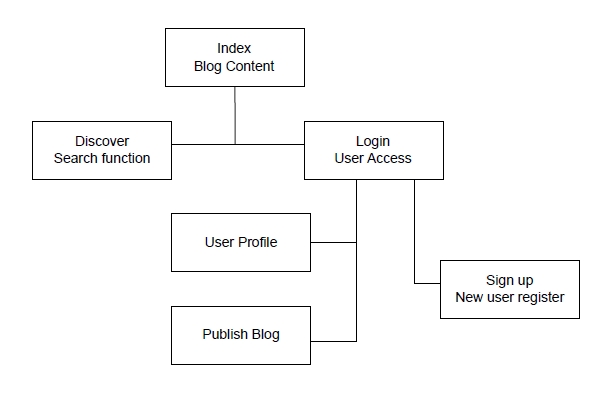 Index
Blog Content
Discover
Search function
Login
User Access
User Profile
Sign up
New user register
Publish Blog